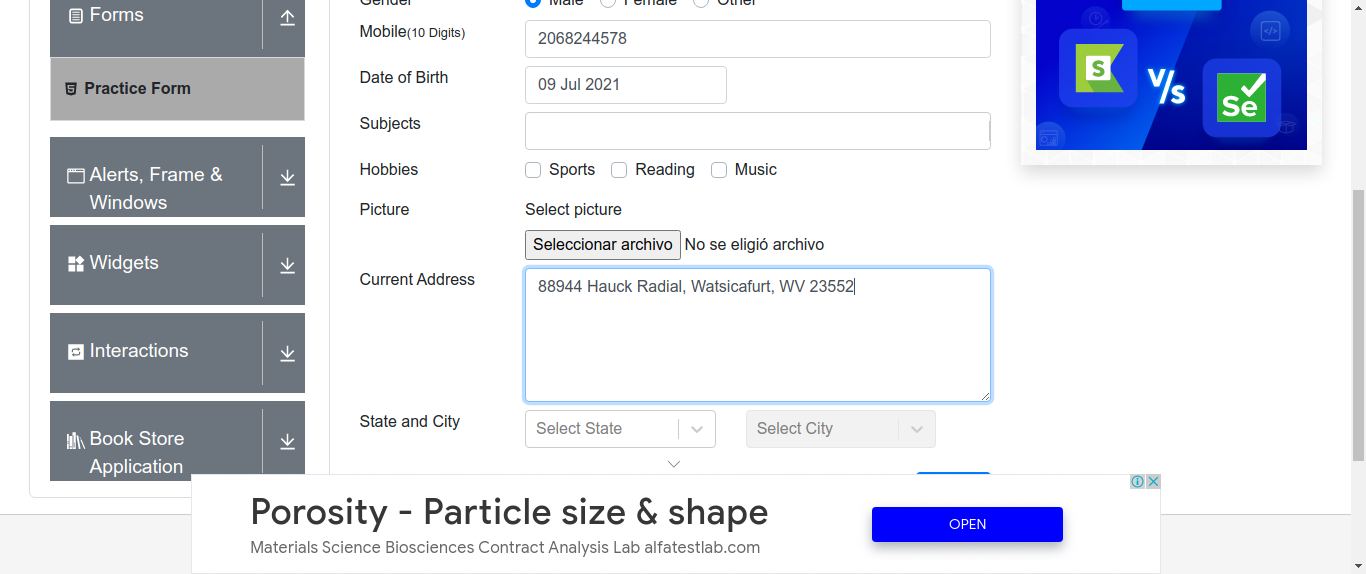 Forms
Practice Form
Alerts, Frame &
Windows
Widgets
Interactions
Book Store
Application
Gender Male Female Other
Mobile(10 Digits) 2068244578
Date of Birth 09 Jul 2021
Subjects
Hobbies Sports Reading Music
Picture Select picture
Seleccionar archivo No se eligió archivo
Current Address 88944 Hauck Radial, Watsicafurt, WV 23552
State and City Select State Select City
S V/s Se
Porosity - Particle size & shape
Materials Science Biosciences Contract Analysis Lab alfatestlab.com
OPEN